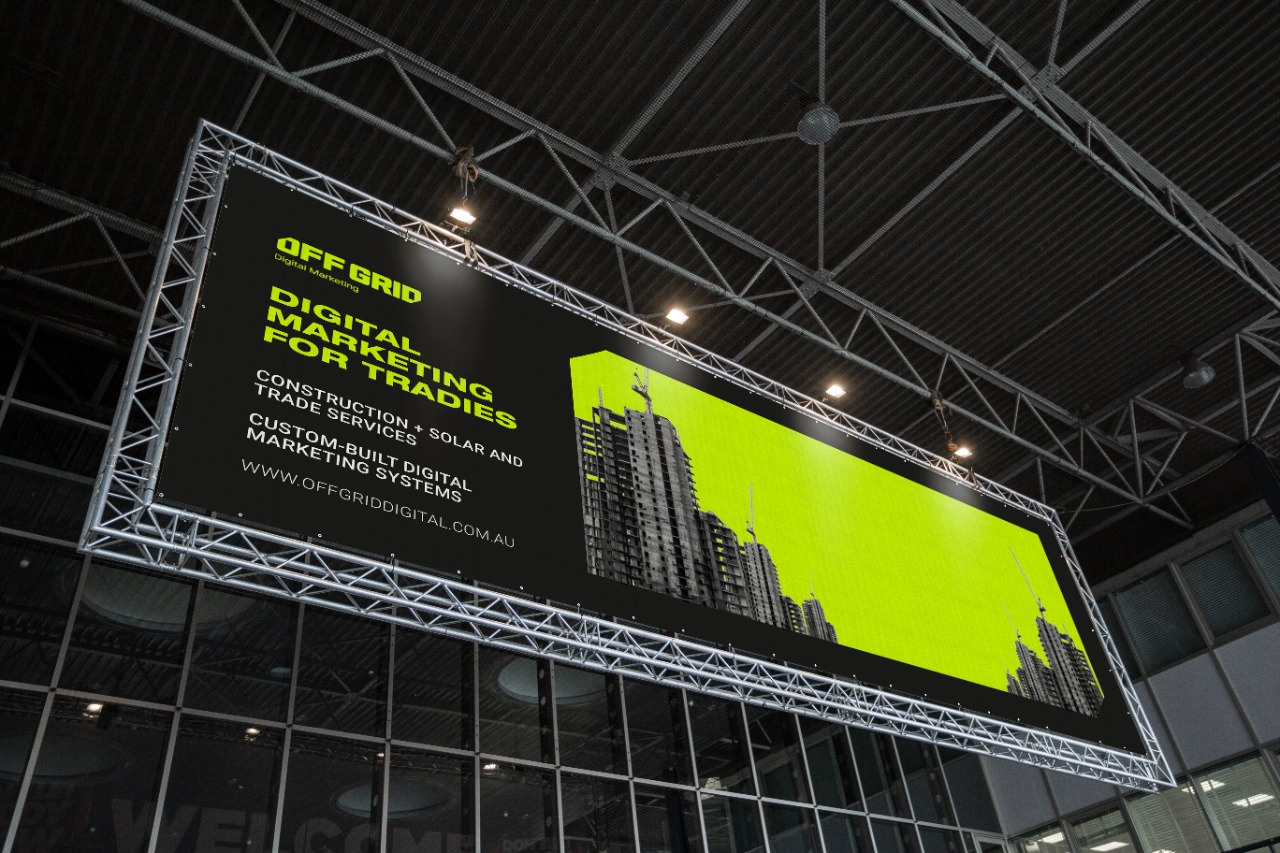 OFF GRID
Digital Marketing
DIGITAL
MARKETING
FOR TRADIES
CONSTRUCTION + SOLAR AND
TRADE SERVICES
CUSTOM-BUILT DIGITAL
MARKETING SYSTEMS
WWW.OFFGRIDDIGITAL.COM.AU
WELCOME